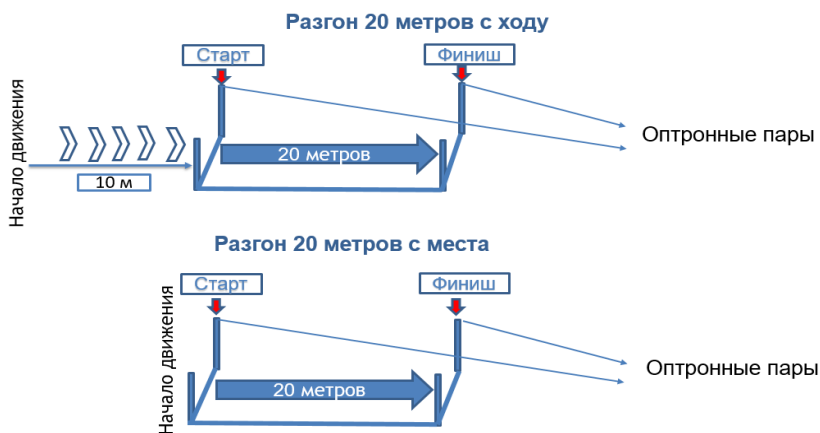 Разгон 20 метров с ходу
Старт
Финиш
Начало движения
20 метров
10 м
Оптронные пары
Разгон 20 метров с места
Старт
Финиш
Начало движения
20 метров
Оптронные пары